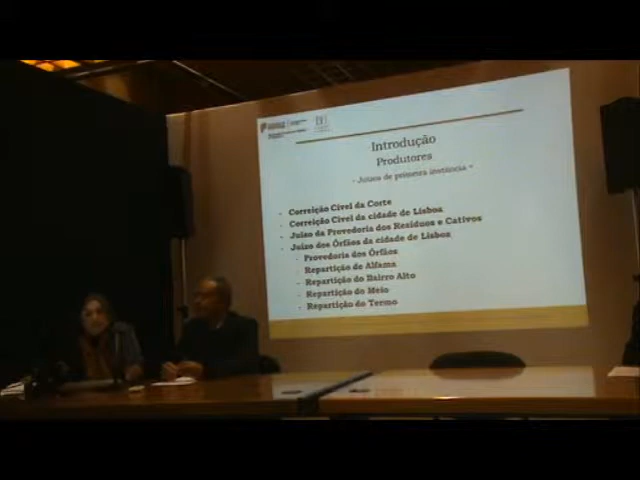 Introdução
Produtores
- Juízos de primeira instância -
- Correição Cível da Corte
- Correição Cível da cidade de Lisboa
- Juízo da Provedoria dos Resíduos e Cativos
- Juízo dos Órfãos da cidade de Lisboa
- Provedoria dos Órfãos
- Repartição de Alfama
- Repartição do Bairro Alto
- Repartição do Meio
- Repartição do Termo